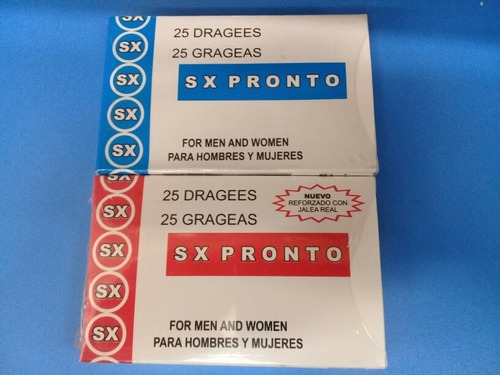 SX
SX
SX
SX
25 DRAGEES
25 GRAGEAS
SX PRONTO
FOR MEN AND WOMEN
PARA HOMBRES Y MUJERES
SX
SX
SX
SX
SX
25 DRAGEES
25 GRAGEAS
NUEVO
REFORZADO CON
JALEA REAL
SX PRONTO
FOR MEN AND WOMEN
PARA HOMBRES Y MUJERES